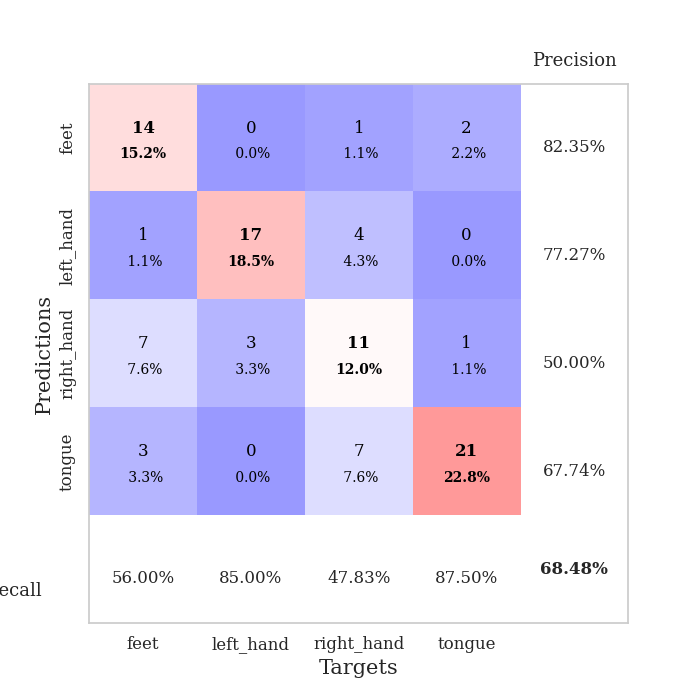 Precision
feet
14 0 1 2
15.2% 0.0% 1.1% 2.2%
82.35%
left_hand
1 17 4 0
1.1% 18.5% 4.3% 0.0%
77.27%
Predictions
right_hand
7 3 11 1
7.6% 3.3% 12.0% 1.1%
50.00%
tongue
3 0 7 21
3.3% 0.0% 7.6% 22.8%
67.74%
ecall
56.00% 85.00% 47.83% 87.50% 68.48%
feet left_hand right_hand tongue
Targets